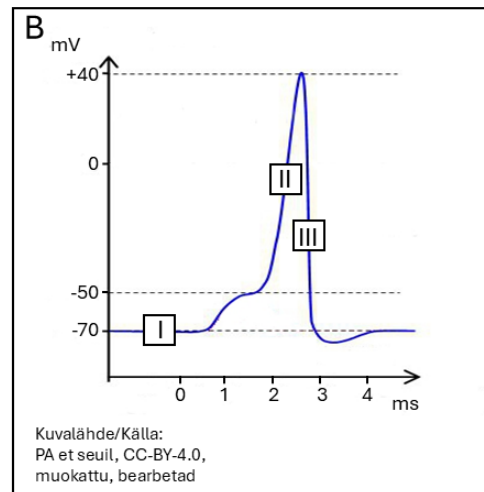 B
mV
+40
0
II
III
-50
-70
I
0 1 2 3 4
ms
Kuvalähde/Källa:
PA et seuil, CC-BY-4.0,
muokattu, bearbetad